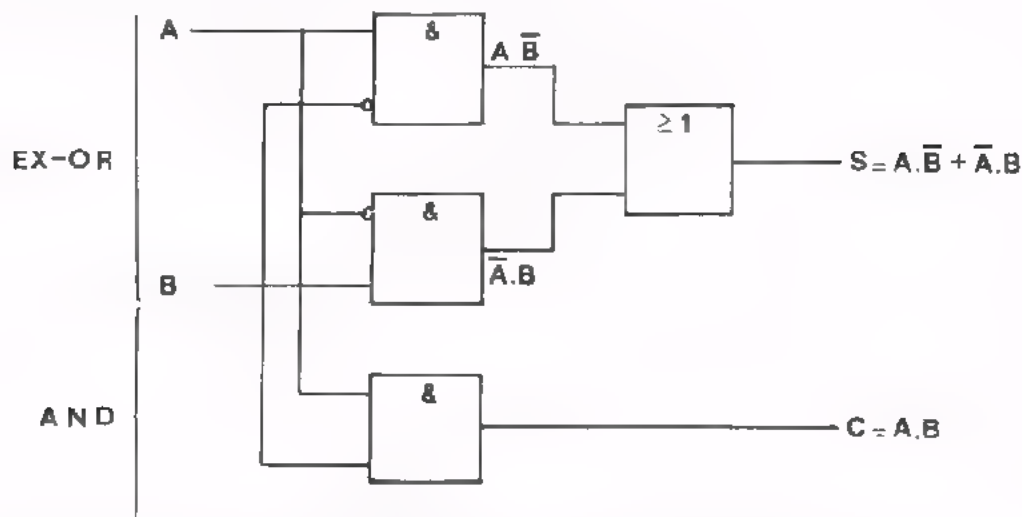 A
&
A B̅
≥ 1
EX-OR
S = A.B̅ + A̅.B
&
A̅.B
B
&
AND
C = A.B